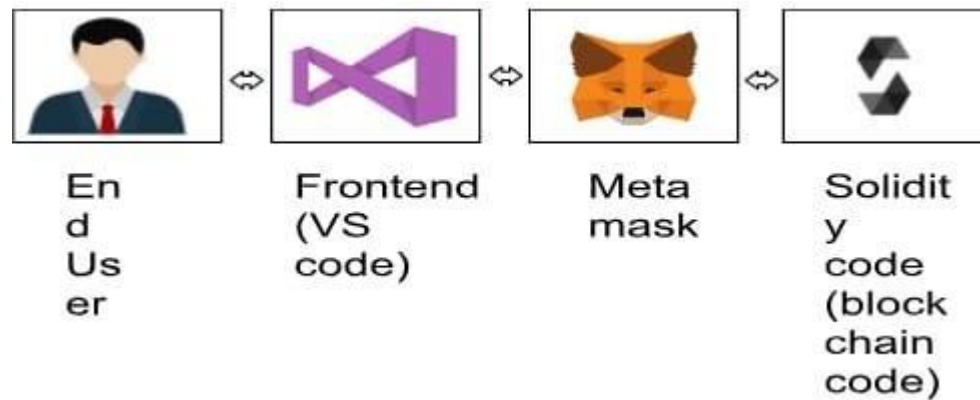 En
d
Us
er
Frontend
(VS
code)
Meta
mask
Solidit
y
code
(block
chain
code)